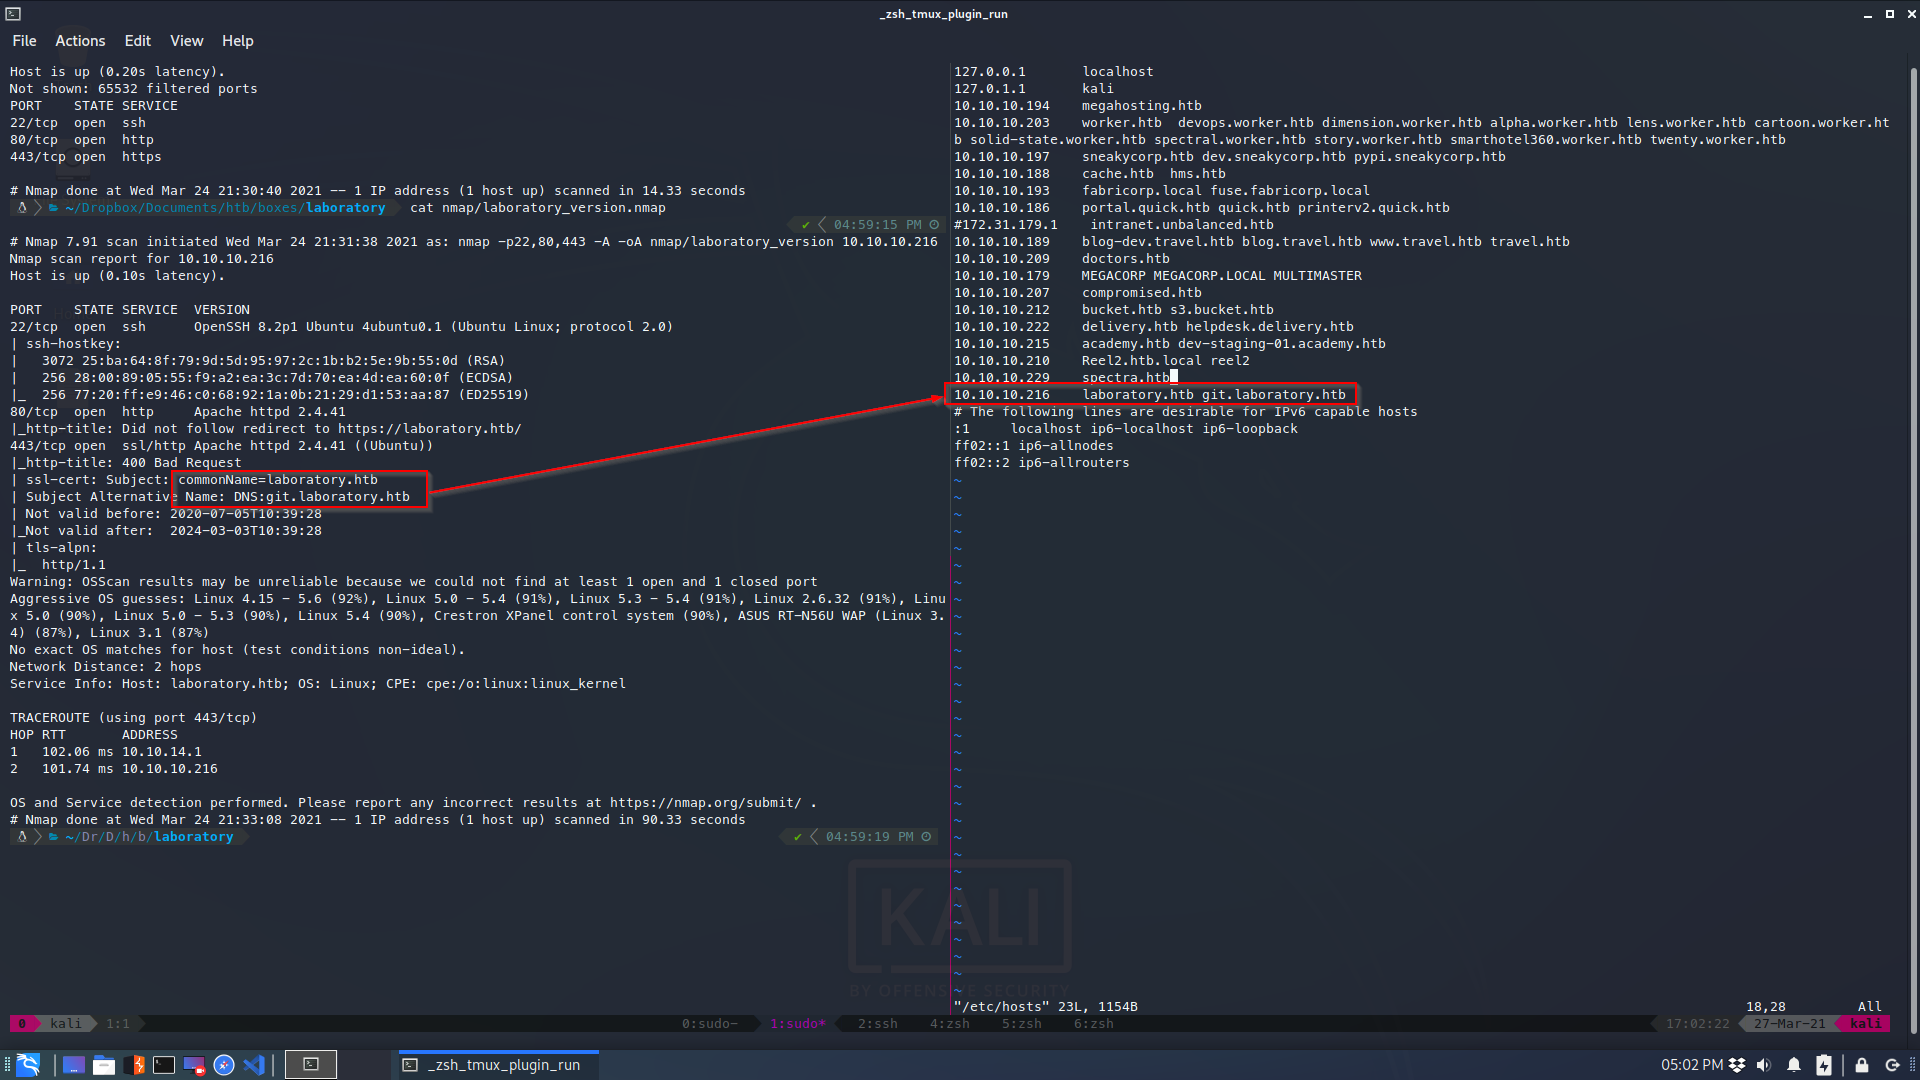 _zsh_tmux_plugin_run
File Actions Edit View Help
Host is up (0.20s latency).
Not shown: 65532 filtered ports
PORT    STATE SERVICE
22/tcp  open  ssh
80/tcp  open  http
443/tcp open  https
# Nmap done at Wed Mar 24 21:30:40 2021 -- 1 IP address (1 host up) scanned in 14.33 seconds
~/Dropbox/Documents/htb/boxes/laboratory cat nmap/laboratory_version.nmap
✔ 04:59:15 PM
# Nmap 7.91 scan initiated Wed Mar 24 21:31:38 2021 as: nmap -p22,80,443 -A -oA nmap/laboratory_version 10.10.10.216
Nmap scan report for 10.10.10.216
Host is up (0.10s latency).
PORT    STATE SERVICE  VERSION
22/tcp  open  ssh      OpenSSH 8.2p1 Ubuntu 4ubuntu0.1 (Ubuntu Linux; protocol 2.0)
| ssh-hostkey:
|   3072 25:ba:64:8f:79:9d:5d:95:97:2c:1b:b2:5e:9b:55:0d (RSA)
|   256 28:00:89:05:55:f9:a2:ea:3c:7d:70:ea:4d:ea:60:0f (ECDSA)
|_  256 77:20:ff:e9:46:c0:68:92:1a:0b:21:29:d1:53:aa:87 (ED25519)
80/tcp  open  http     Apache httpd 2.4.41
|_http-title: Did not follow redirect to https://laboratory.htb/
443/tcp open  ssl/http Apache httpd 2.4.41 ((Ubuntu))
|_http-title: 400 Bad Request
| ssl-cert: Subject: commonName=laboratory.htb
| Subject Alternative Name: DNS:git.laboratory.htb
| Not valid before: 2020-07-05T10:39:28
|_Not valid after:  2024-03-03T10:39:28
| tls-alpn:
|_  http/1.1
Warning: OSScan results may be unreliable because we could not find at least 1 open and 1 closed port
Aggressive OS guesses: Linux 4.15 - 5.6 (92%), Linux 5.0 - 5.4 (91%), Linux 5.3 - 5.4 (91%), Linux 2.6.32 (91%), Linu
x 5.0 (90%), Linux 5.0 - 5.3 (90%), Linux 5.4 (90%), Crestron XPanel control system (90%), ASUS RT-N56U WAP (Linux 3.
4) (87%), Linux 3.1 (87%)
No exact OS matches for host (test conditions non-ideal).
Network Distance: 2 hops
Service Info: Host: laboratory.htb; OS: Linux; CPE: cpe:/o:linux:linux_kernel
TRACEROUTE (using port 443/tcp)
HOP RTT       ADDRESS
1   102.06 ms 10.10.14.1
2   101.74 ms 10.10.10.216
OS and Service detection performed. Please report any incorrect results at https://nmap.org/submit/ .
# Nmap done at Wed Mar 24 21:33:08 2021 -- 1 IP address (1 host up) scanned in 90.33 seconds
~/Dr/D/h/b/laboratory ✔ 04:59:19 PM
127.0.0.1       localhost
127.0.1.1       kali
10.10.10.194    megahosting.htb
10.10.10.203    worker.htb  devops.worker.htb dimension.worker.htb alpha.worker.htb lens.worker.htb cartoon.worker.ht
b solid-state.worker.htb spectral.worker.htb story.worker.htb smarthotel360.worker.htb twenty.worker.htb
10.10.10.197    sneakycorp.htb dev.sneakycorp.htb pypi.sneakycorp.htb
10.10.10.188    cache.htb  hms.htb
10.10.10.193    fabricorp.local fuse.fabricorp.local
10.10.10.186    portal.quick.htb quick.htb printerv2.quick.htb
#172.31.179.1    intranet.unbalanced.htb
10.10.10.189    blog-dev.travel.htb blog.travel.htb www.travel.htb travel.htb
10.10.10.209    doctors.htb
10.10.10.179    MEGACORP MEGACORP.LOCAL MULTIMASTER
10.10.10.207    compromised.htb
10.10.10.212    bucket.htb s3.bucket.htb
10.10.10.222    delivery.htb helpdesk.delivery.htb
10.10.10.215    academy.htb dev-staging-01.academy.htb
10.10.10.210    Reel2.htb.local reel2
10.10.10.229    spectra.htb
10.10.10.216    laboratory.htb git.laboratory.htb
# The following lines are desirable for IPv6 capable hosts
:1     localhost ip6-localhost ip6-loopback
ff02::1 ip6-allnodes
ff02::2 ip6-allrouters
KALI
BY OFFENSIVE SECURITY
"/etc/hosts" 23L, 1154B 18,28 All
0 kali 1:1 0:sudo- 1:sudo* 2:ssh 4:zsh 5:zsh 6:zsh 17:02:22 27-Mar-21 kali
_zsh_tmux_plugin_run 05:02 PM